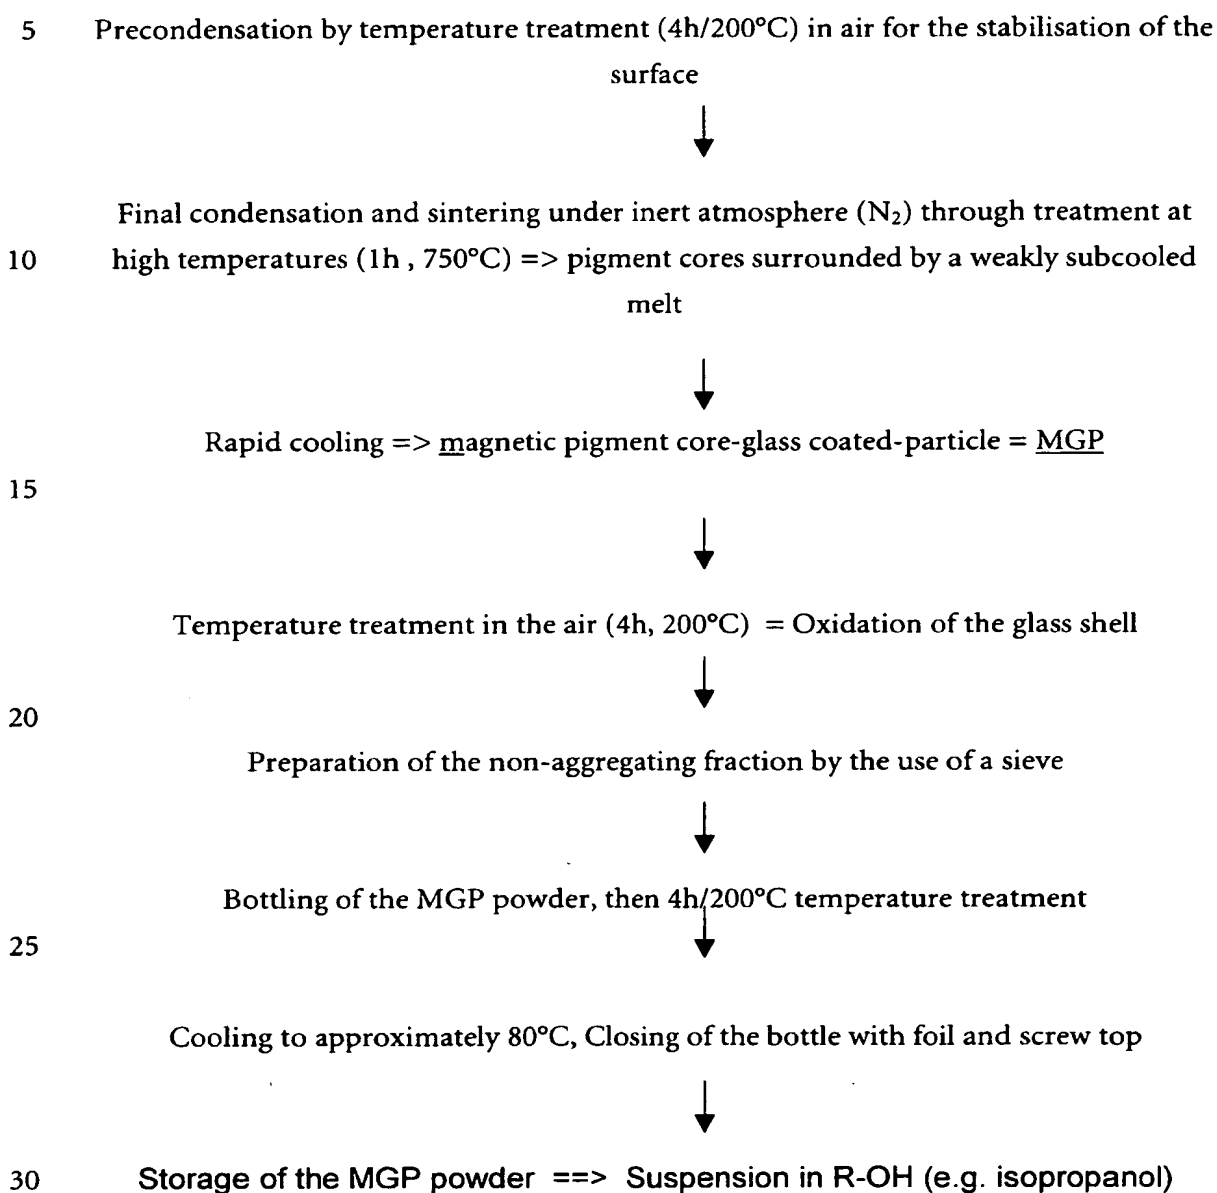 5 Precondensation by temperature treatment (4h/200°C) in air for the stabilisation of the
surface
Final condensation and sintering under inert atmosphere (N₂) through treatment at
10 high temperatures (1h , 750°C) => pigment cores surrounded by a weakly subcooled
melt
Rapid cooling => magnetic pigment core-glass coated-particle = MGP
15
Temperature treatment in the air (4h, 200°C) = Oxidation of the glass shell
20
Preparation of the non-aggregating fraction by the use of a sieve
Bottling of the MGP powder, then 4h/200°C temperature treatment
25
Cooling to approximately 80°C, Closing of the bottle with foil and screw top
30 Storage of the MGP powder ==> Suspension in R-OH (e.g. isopropanol)